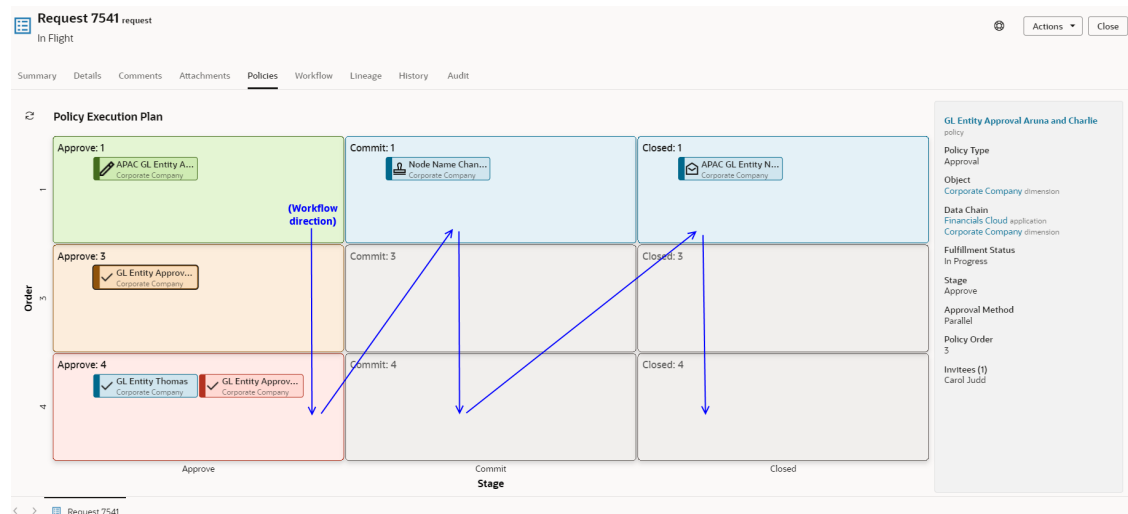 Request 7541 request
In Flight
Actions
Close
Summary Details Comments Attachments Policies Workflow Lineage History Audit
Policy Execution Plan
Approve: 1
APAC GL Entity A...
Corporate Company
Commit: 1
Node Name Chan...
Corporate Company
Closed: 1
APAC GL Entity N...
Corporate Company
(Workflow
direction)
1
Approve: 3
GL Entity Approv...
Corporate Company
Commit: 3
Closed: 3
3
Order
Approve: 4
GL Entity Thomas
Corporate Company
GL Entity Approv...
Corporate Company
Commit: 4
Closed: 4
4
Approve Commit Closed
Stage
GL Entity Approval Aruna and Charlie
policy
Policy Type
Approval
Object
Corporate Company dimension
Data Chain
Financials Cloud application
Corporate Company dimension
Fulfillment Status
In Progress
Stage
Approve
Approval Method
Parallel
Policy Order
3
Invitees (1)
Carol Judd
Request 7541